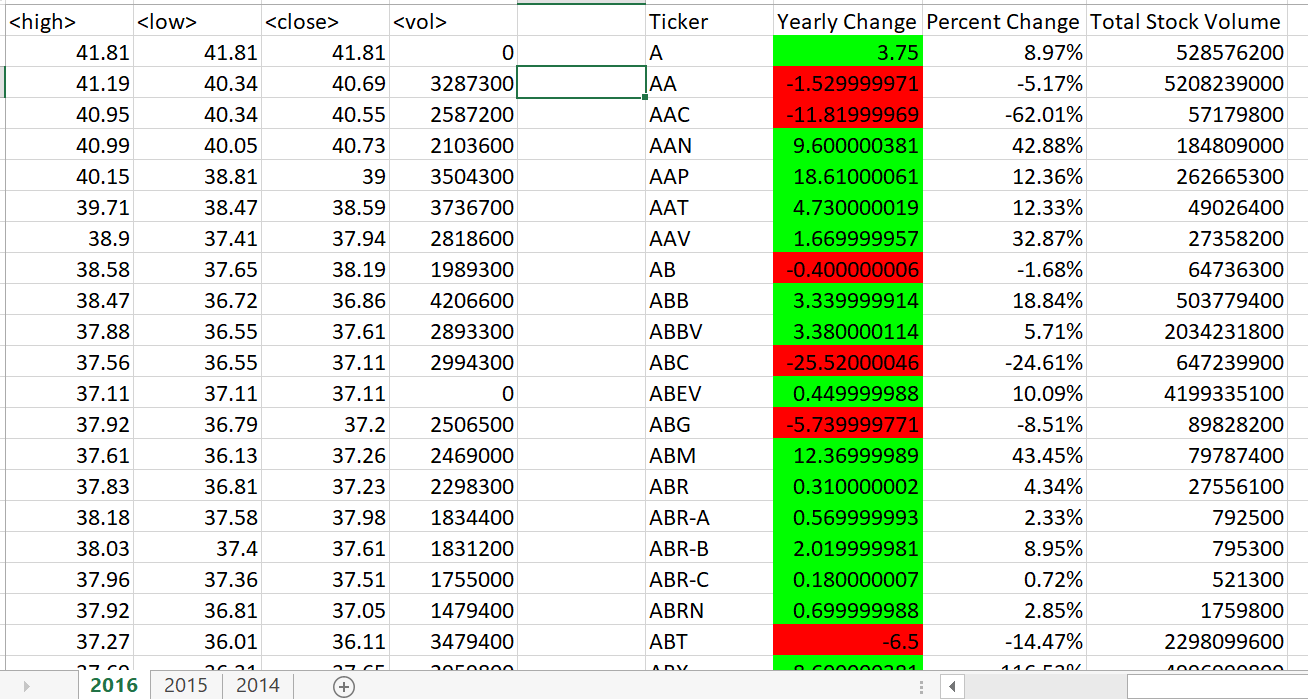 <high> <low> <close> <vol> Ticker Yearly Change Percent Change Total Stock Volume
41.81 41.81 41.81 0 A 3.75 8.97% 528576200
41.19 40.34 40.69 3287300 AA -1.529999971 -5.17% 5208239000
40.95 40.34 40.55 2587200 AAC -11.81999969 -62.01% 57179800
40.99 40.05 40.73 2103600 AAN 9.600000381 42.88% 184809000
40.15 38.81 39 3504300 AAP 18.61000061 12.36% 262665300
39.71 38.47 38.59 3736700 AAT 4.730000019 12.33% 49026400
38.9 37.41 37.94 2818600 AAV 1.669999957 32.87% 27358200
38.58 37.65 38.19 1989300 AB -0.400000006 -1.68% 64736300
38.47 36.72 36.86 4206600 ABB 3.339999914 18.84% 503779400
37.88 36.55 37.61 2893300 ABBV 3.380000114 5.71% 2034231800
37.56 36.55 37.11 2994300 ABC -25.52000046 -24.61% 647239900
37.11 37.11 37.11 0 ABEV 0.449999988 10.09% 4199335100
37.92 36.79 37.2 2506500 ABG -5.739999771 -8.51% 89828200
37.61 36.13 37.26 2469000 ABM 12.36999989 43.45% 79787400
37.83 36.81 37.23 2298300 ABR 0.310000002 4.34% 27556100
38.18 37.58 37.98 1834400 ABR-A 0.569999993 2.33% 792500
38.03 37.4 37.61 1831200 ABR-B 2.019999981 8.95% 795300
37.96 37.36 37.51 1755000 ABR-C 0.180000007 0.72% 521300
37.92 36.81 37.05 1479400 ABRN 0.699999988 2.85% 1759800
37.27 36.01 36.11 3479400 ABT -6.5 -14.47% 2298099600
2016 2015 2014